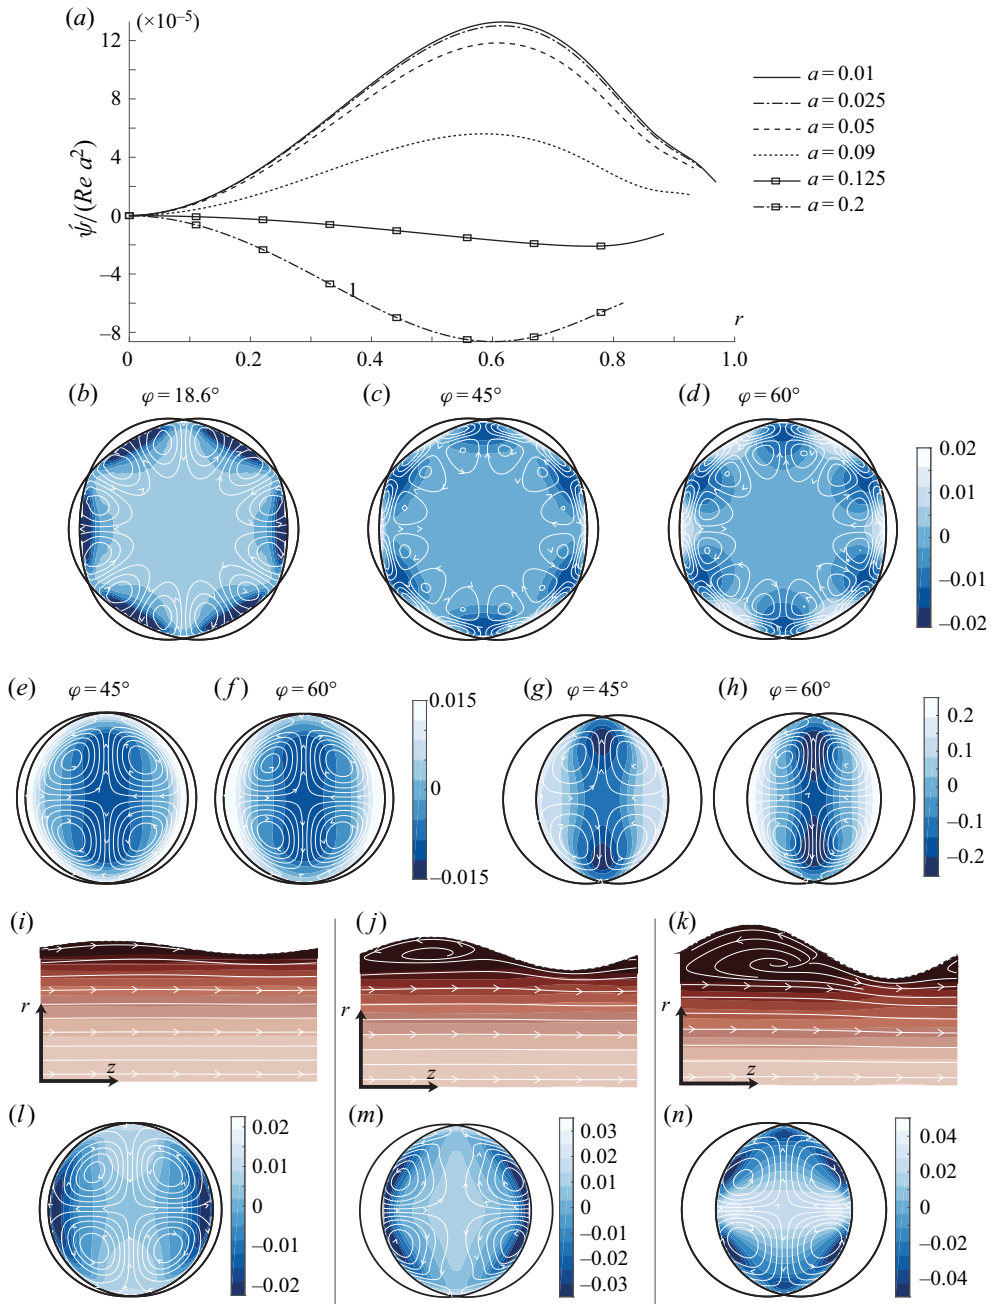 (a)
(×10⁻⁵)
12
8
4
0
−4
−8
ψ́/(Re a²)
1
r
0
0.2
0.4
0.6
0.8
1.0
a = 0.01
a = 0.025
a = 0.05
a = 0.09
a = 0.125
a = 0.2
(b)
φ = 18.6°
(c)
φ = 45°
(d)
φ = 60°
0.02
0.01
0
−0.01
−0.02
(e)
φ = 45°
(f)
φ = 60°
0.015
0
−0.015
(g)
φ = 45°
(h)
φ = 60°
0.2
0.1
0
−0.1
−0.2
(i)
r
z
(j)
r
z
(k)
r
z
(l)
0.02
0.01
0
−0.01
−0.02
(m)
0.03
0.02
0.01
0
−0.01
−0.02
−0.03
(n)
0.04
0.02
0
−0.02
−0.04